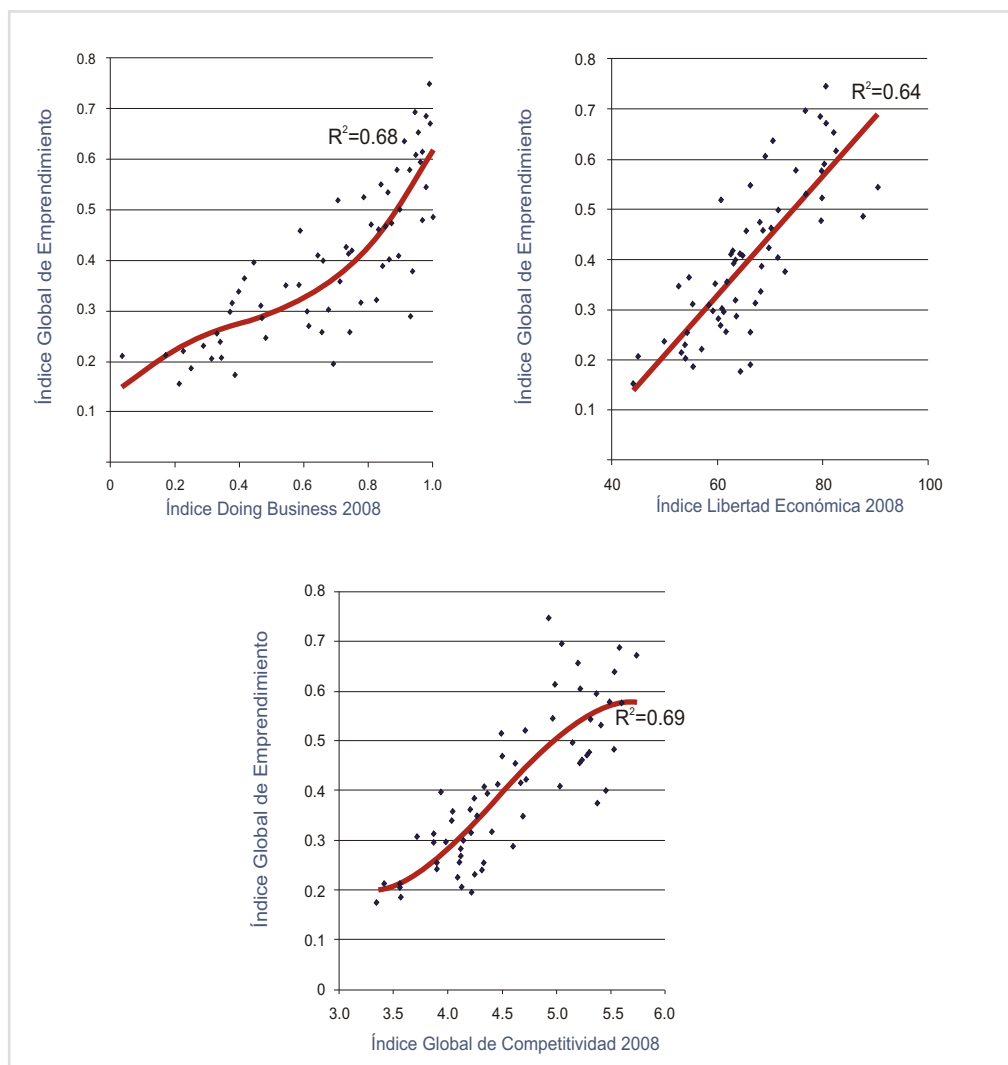 Índice Global de Emprendimiento
0.8
0.7
0.6
0.5
0.4
0.3
0.2
0.1
R²=0.68
0 0.2 0.4 0.6 0.8 1.0
Índice Doing Business 2008
Índice Global de Emprendimiento
0.8
0.7
0.6
0.5
0.4
0.3
0.2
0.1
R²=0.64
40 60 80 100
Índice Libertad Económica 2008
Índice Global de Emprendimiento
0.8
0.7
0.6
0.5
0.4
0.3
0.2
0.1
0
R²=0.69
3.0 3.5 4.0 4.5 5.0 5.5 6.0
Índice Global de Competitividad 2008